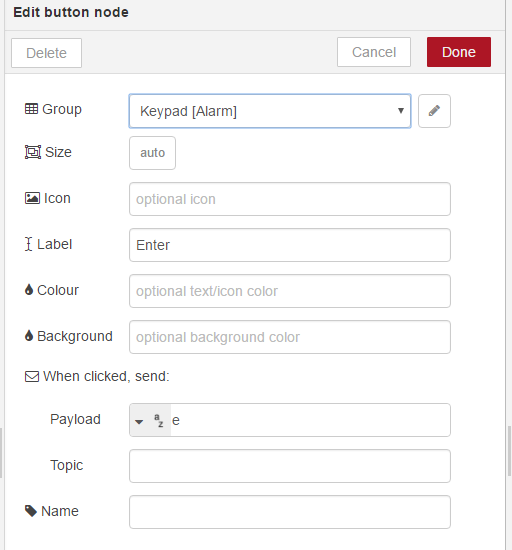 Edit button node
Delete Cancel Done
Group Keypad [Alarm]
Size auto
Icon optional icon
Label Enter
Colour optional text/icon color
Background optional background color
When clicked, send:
Payload az e
Topic
Name